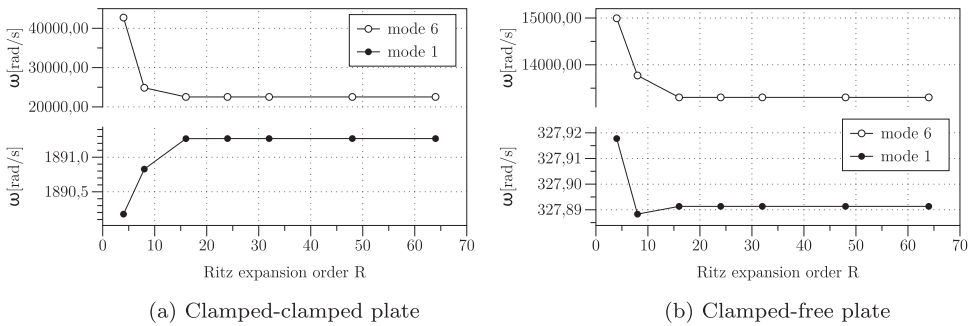 40000,00
30000,00
20000,00
ω[rad/s]
mode 6
mode 1
1891.0
1890,5
ω[rad/s]
0 10 20 30 40 50 60 70
Ritz expansion order R
(a) Clamped-clamped plate
15000,00
14000,00
ω[rad/s]
327,92
327,91
327,90
327,89
ω[rad/s]
mode 6
mode 1
0 10 20 30 40 50 60 70
Ritz expansion order R
(b) Clamped-free plate